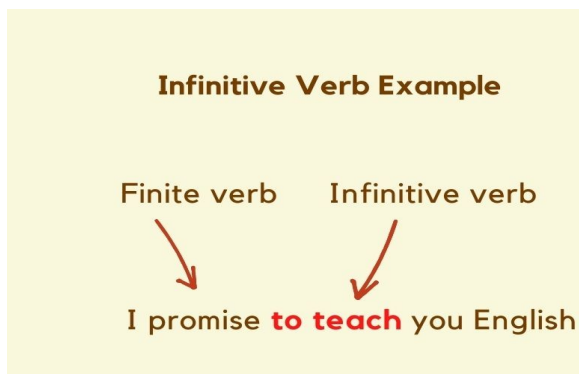 Infinitive Verb Example
Finite verb Infinitive verb
I promise to teach you English